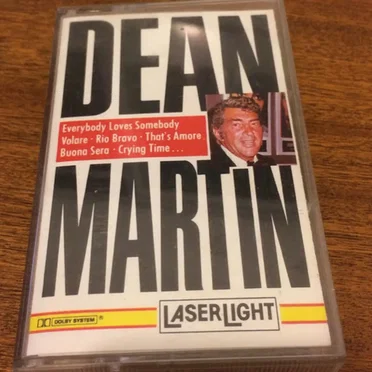 DEAN
Everybody Loves Somebody
Volare · Rio Bravo · That's Amore
Buona Sera · Crying Time ...
MARTIN
DOLBY SYSTEM
LASERLIGHT